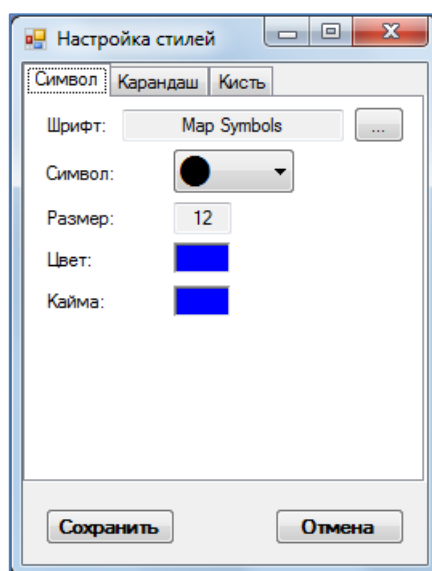 Настройка стилей
Символ Карандаш Кисть
Шрифт: Map Symbols ...
Символ:
Размер: 12
Цвет:
Кайма:
Сохранить Отмена